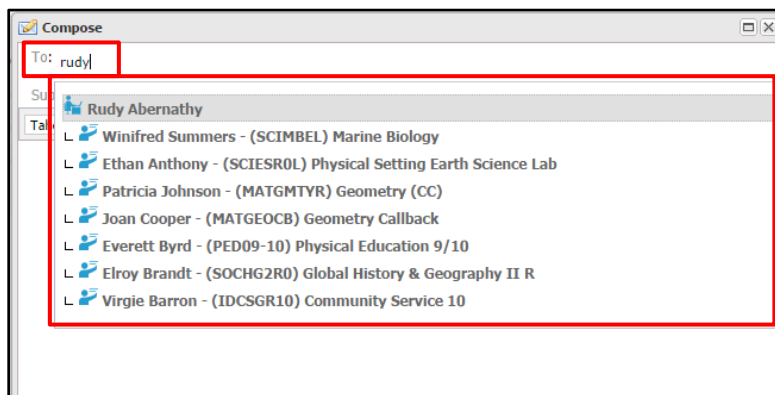 Compose
To: rudy
Su
Rudy Abernathy
Ta
Winifred Summers - (SCIMBEL) Marine Biology
Ethan Anthony - (SCIESR0L) Physical Setting Earth Science Lab
Patricia Johnson - (MATGMTYR) Geometry (CC)
Joan Cooper - (MATGEOCB) Geometry Callback
Everett Byrd - (PED09-10) Physical Education 9/10
Elroy Brandt - (SOCHG2R0) Global History & Geography II R
Virgie Barron - (IDCSGR10) Community Service 10